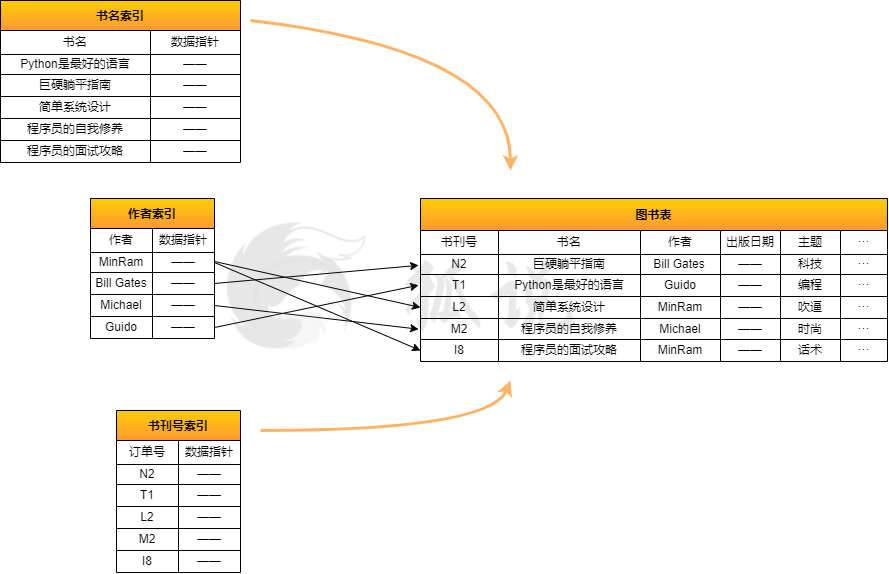 书名索引
书名 数据指针
Python是最好的语言 ——
巨硬躺平指南 ——
简单系统设计 ——
程序员的自我修养 ——
程序员的面试攻略 ——
作者索引
作者 数据指针
MinRam ——
Bill Gates ——
Michael ——
Guido ——
图书表
书刊号 书名 作者 出版日期 主题 ···
N2 巨硬躺平指南 Bill Gates —— 科技 ···
T1 Python是最好的语言 Guido —— 编程 ···
L2 简单系统设计 MinRam —— 吹逼 ···
M2 程序员的自我修养 Michael —— 时尚 ···
I8 程序员的面试攻略 MinRam —— 话术 ···
狐说
书刊号索引
订单号 数据指针
N2 ——
T1 ——
L2 ——
M2 ——
I8 ——